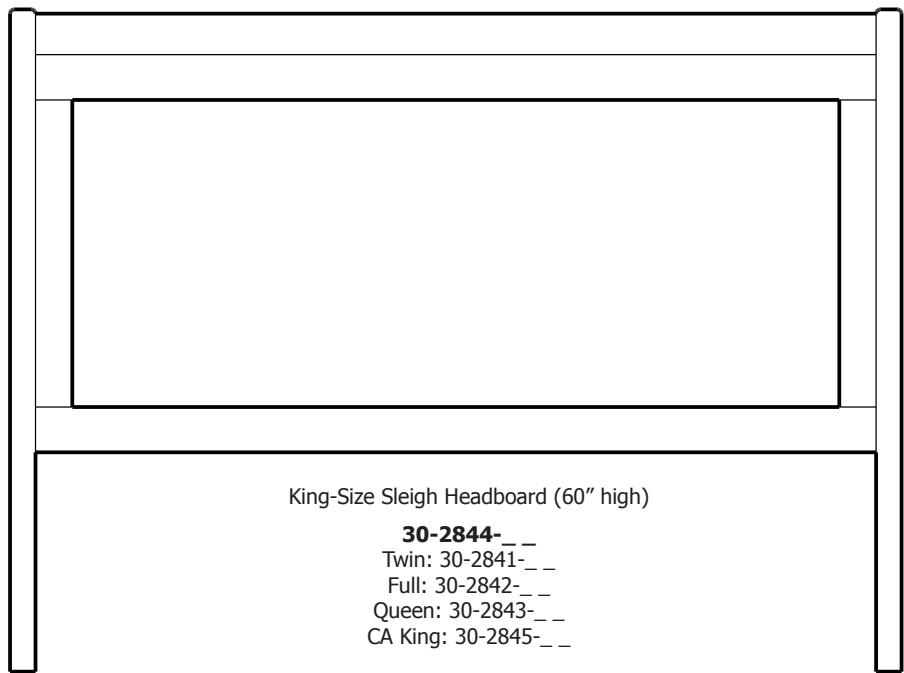 King-Size Sleigh Headboard (60” high)
30-2844-_ _
Twin: 30-2841-_ _
Full: 30-2842-_ _
Queen: 30-2843-_ _
CA King: 30-2845-_ _